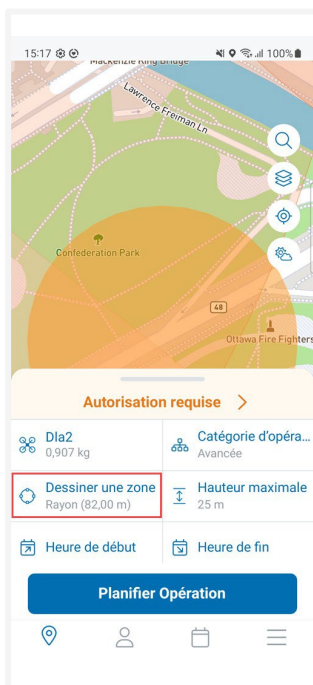 15:17
100%
Mackenzie King Bridge
Lawrence Freiman Ln
Confederation Park
48
Ottawa Fire Fighters
Autorisation requise
Dla2
0,907 kg
Catégorie d'opéra...
Avancée
Dessiner une zone
Rayon (82,00 m)
Hauteur maximale
25 m
Heure de début
Heure de fin
Planifier Opération